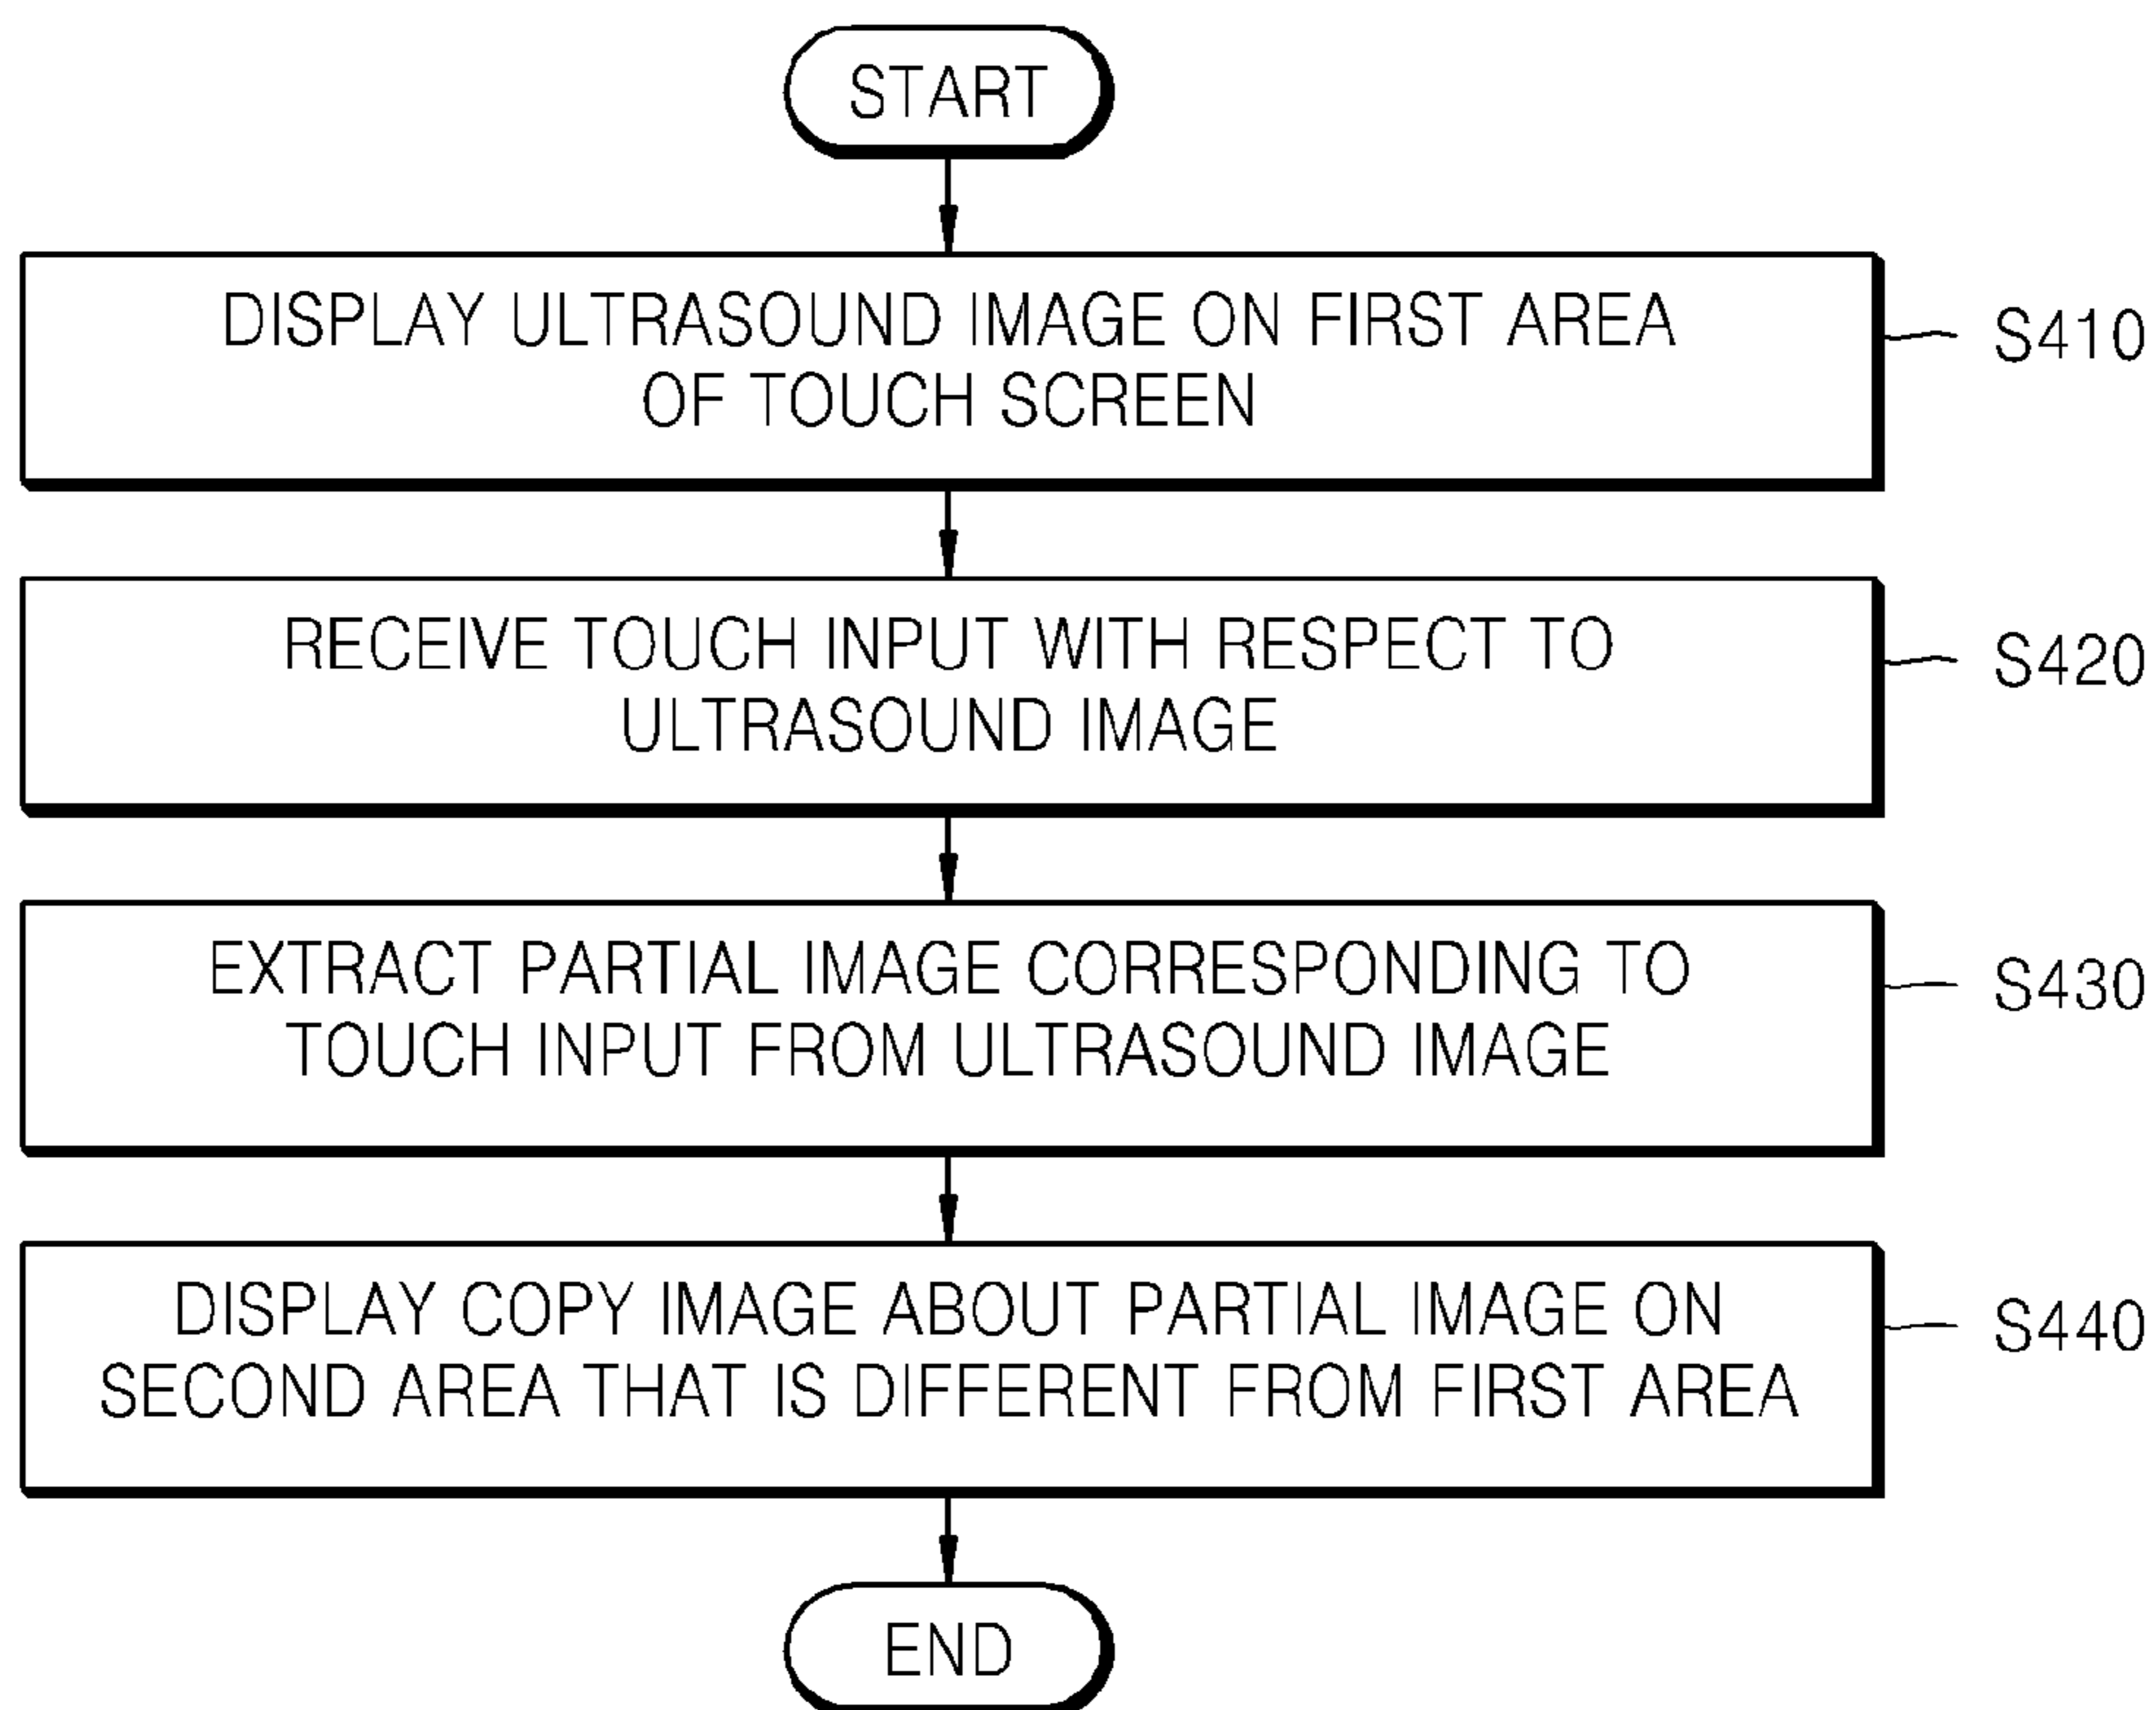 START
DISPLAY ULTRASOUND IMAGE ON FIRST AREA
OF TOUCH SCREEN
S410
RECEIVE TOUCH INPUT WITH RESPECT TO
ULTRASOUND IMAGE
S420
EXTRACT PARTIAL IMAGE CORRESPONDING TO
TOUCH INPUT FROM ULTRASOUND IMAGE
S430
DISPLAY COPY IMAGE ABOUT PARTIAL IMAGE ON
SECOND AREA THAT IS DIFFERENT FROM FIRST AREA
S440
END